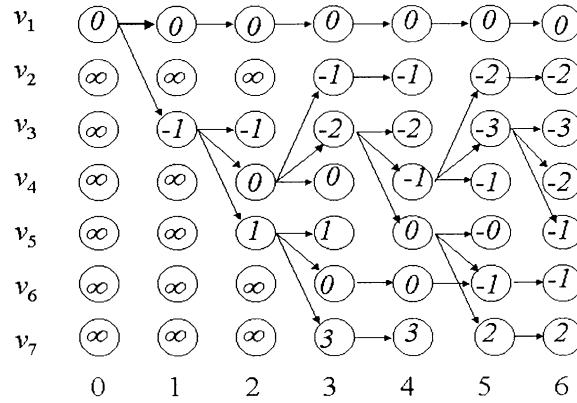 v1 0 0 0 0 0 0 0
v2 ∞ ∞ ∞ -1 -1 -2 -2
v3 ∞ -1 -1 -2 -2 -3 -3
v4 ∞ ∞ 0 0 -1 -1 -2
v5 ∞ ∞ 1 1 0 -0 -1
v6 ∞ ∞ ∞ 0 0 -1 -1
v7 ∞ ∞ ∞ 3 3 2 2
0 1 2 3 4 5 6